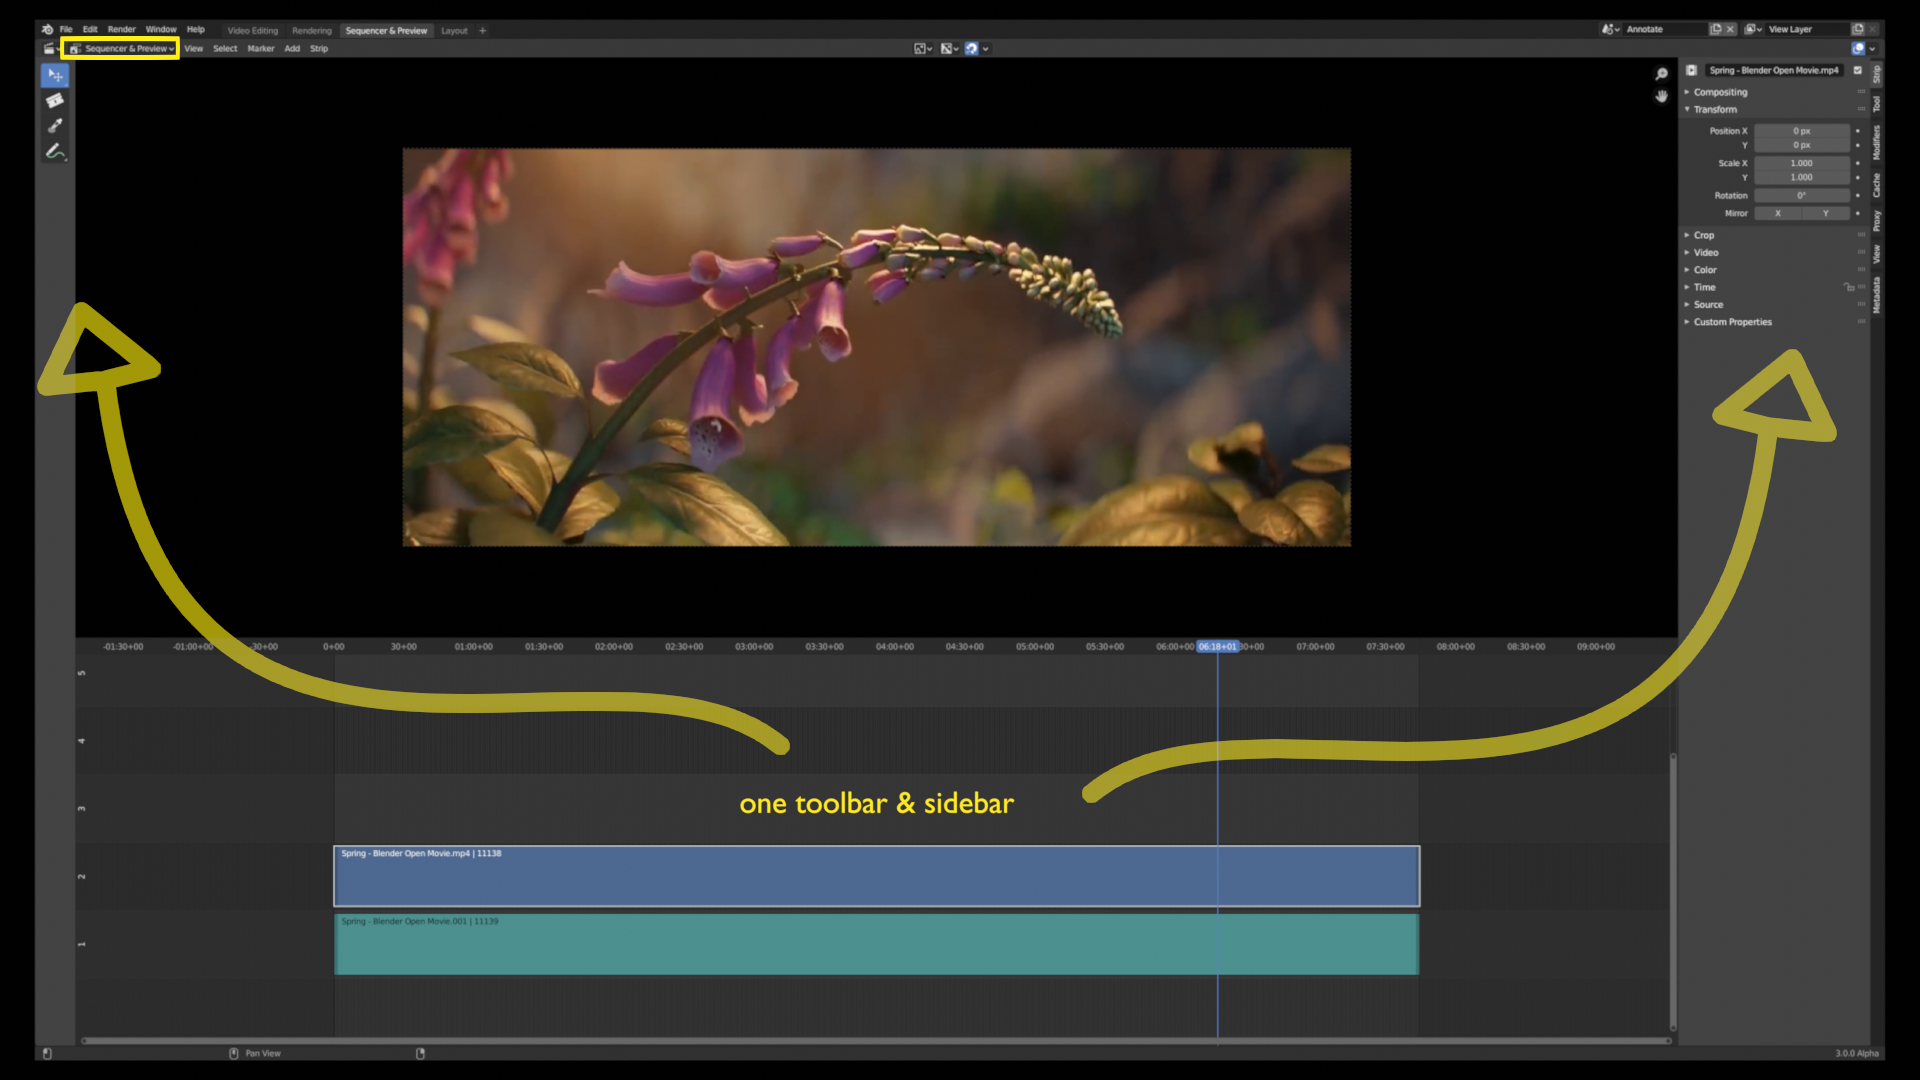 File Edit Render Window Help Video Editing Rendering Sequencer & Preview Layout + Annotate View Layer
Sequencer & Preview View Select Marker Add Strip
Spring - Blender Open Movie.mp4
Compositing
Transform
Position X 0 px
Y 0 px
Scale X 1.000
Y 1.000
Rotation 0°
Mirror X Y
Crop
Video
Color
Time
Source
Custom Properties
Strip
Tool
Modifiers
Cache
Proxy
View
Metadata
-01:30+00 -01:00+00 -30+00 0+00 30+00 01:00+00 01:30+00 02:00+00 02:30+00 03:00+00 03:30+00 04:00+00 04:30+00 05:00+00 05:30+00 06:00+00 06:18+01 30+00 07:00+00 07:30+00 08:00+00 08:30+00 09:00+00
5
4
3
one toolbar & sidebar
2
Spring - Blender Open Movie.mp4 | 11138
1
Spring - Blender Open Movie.001 | 11139
Pan View
3.0.0 Alpha